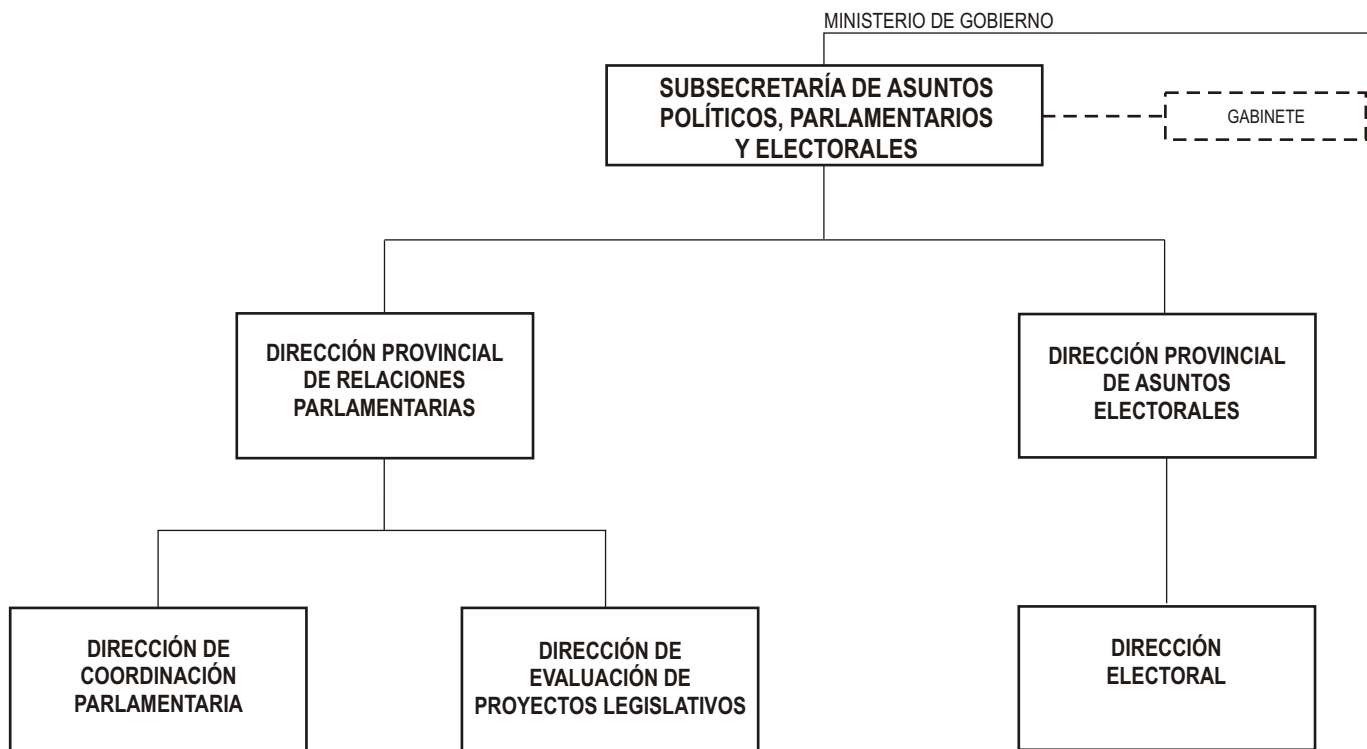 MINISTERIO DE GOBIERNO
SUBSECRETARÍA DE ASUNTOS
POLÍTICOS, PARLAMENTARIOS
Y ELECTORALES
GABINETE
DIRECCIÓN PROVINCIAL
DE RELACIONES
PARLAMENTARIAS
DIRECCIÓN PROVINCIAL
DE ASUNTOS
ELECTORALES
DIRECCIÓN DE
COORDINACIÓN
PARLAMENTARIA
DIRECCIÓN DE
EVALUACIÓN DE
PROYECTOS LEGISLATIVOS
DIRECCIÓN
ELECTORAL